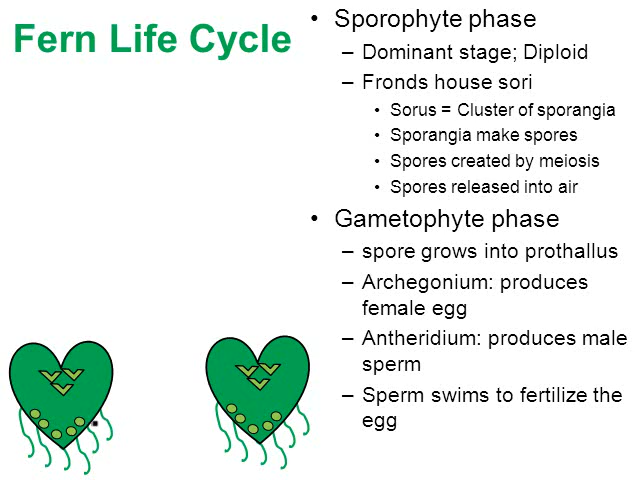 Fern Life Cycle
• Sporophyte phase
– Dominant stage; Diploid
– Fronds house sori
• Sorus = Cluster of sporangia
• Sporangia make spores
• Spores created by meiosis
• Spores released into air
• Gametophyte phase
– spore grows into prothallus
– Archegonium: produces
female egg
– Antheridium: produces male
sperm
– Sperm swims to fertilize the
egg